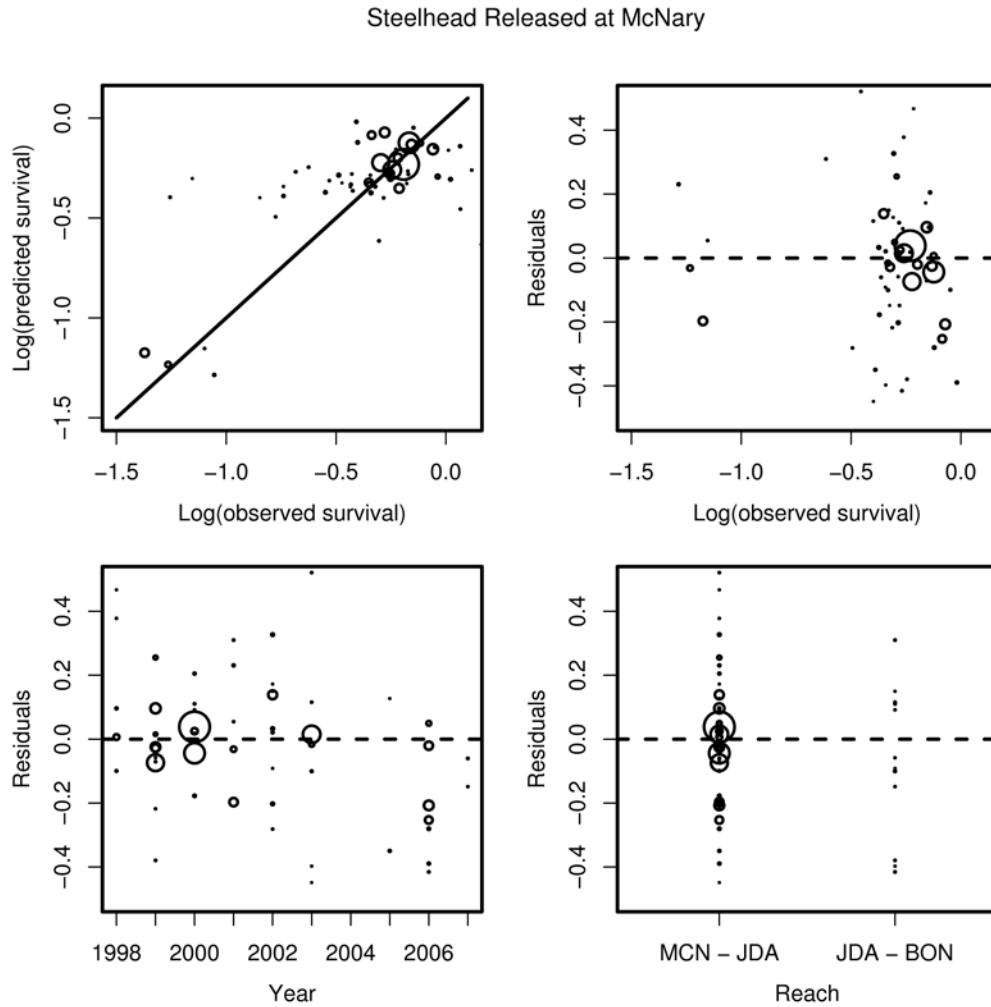 Steelhead Released at McNary
Log(predicted survival)
0.0
−0.5
−1.0
−1.5
−1.5 −1.0 −0.5 0.0
Log(observed survival)
Residuals
0.4
0.2
0.0
−0.2
−0.4
−1.5 −1.0 −0.5 0.0
Log(observed survival)
Residuals
0.4
0.2
0.0
−0.2
−0.4
1998 2000 2002 2004 2006
Year
Residuals
0.4
0.2
0.0
−0.2
−0.4
MCN − JDA JDA − BON
Reach